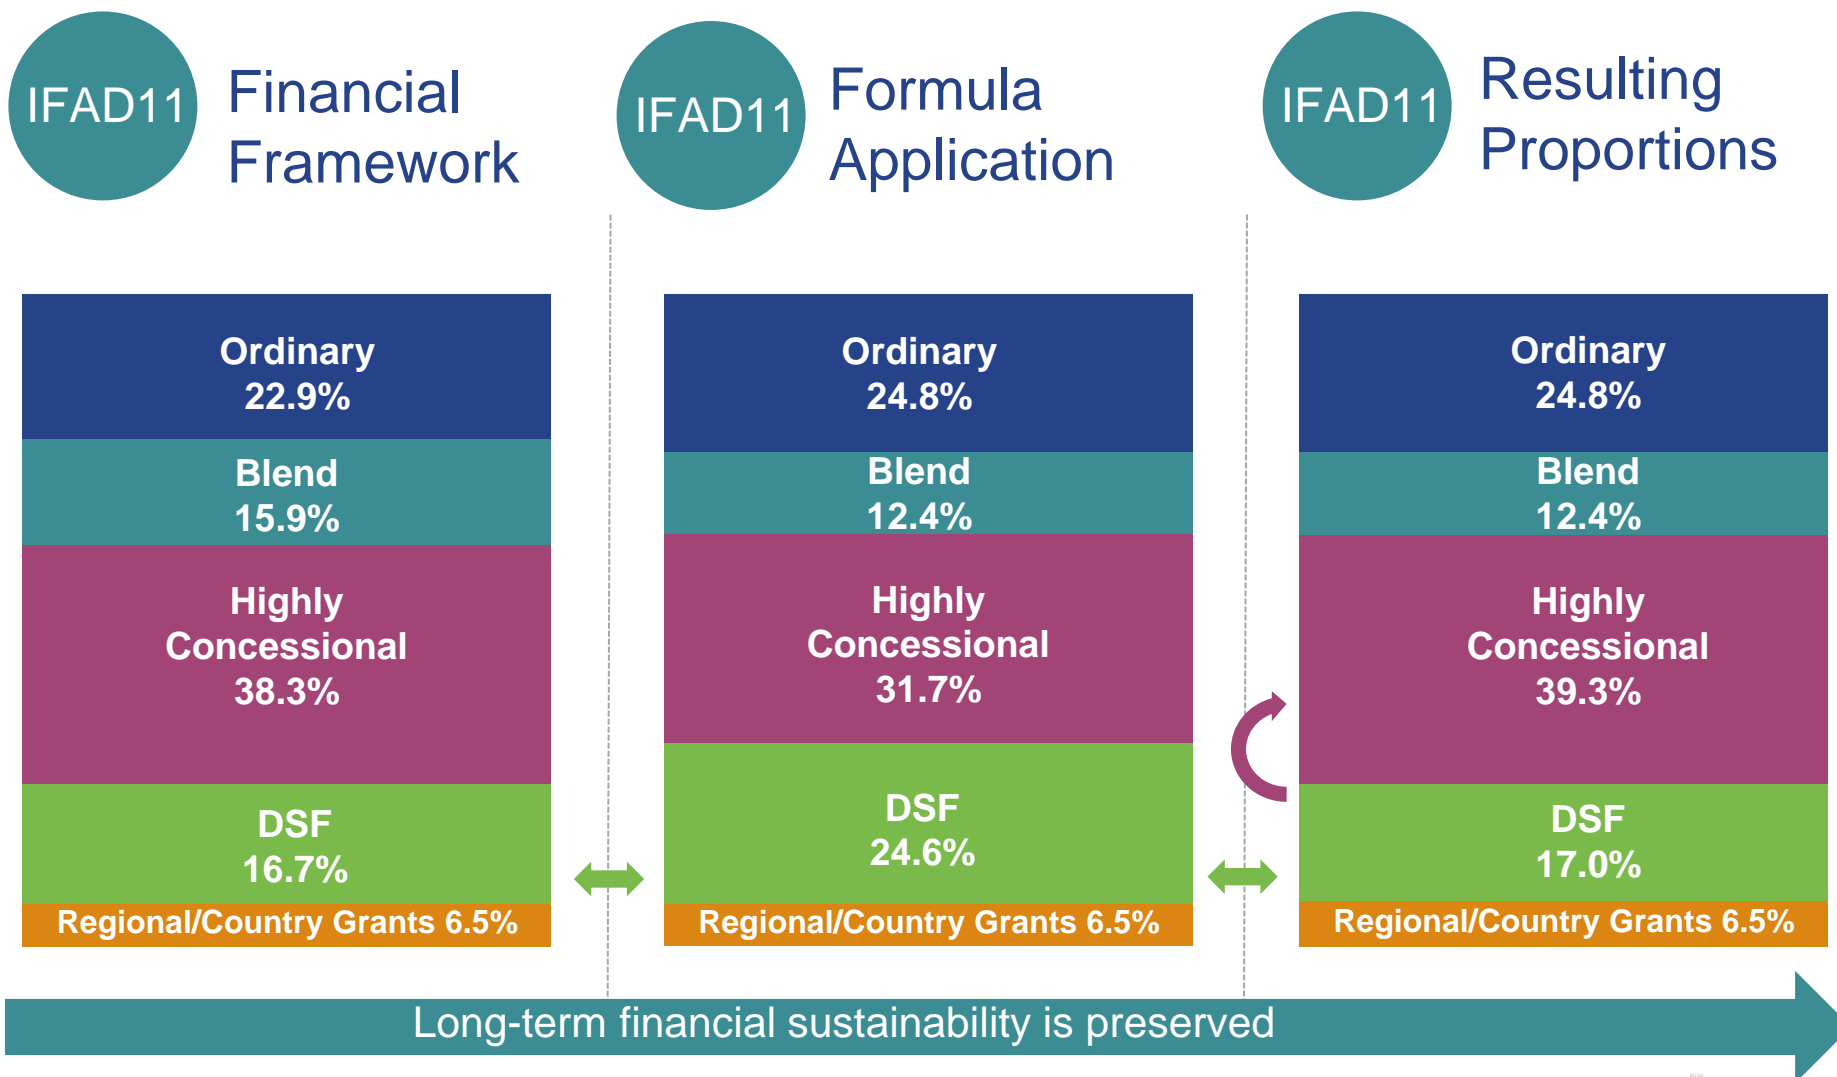 IFAD11
Financial
Framework
IFAD11
Formula
Application
IFAD11
Resulting
Proportions
Ordinary
22.9%
Blend
15.9%
Highly
Concessional
38.3%
DSF
16.7%
Regional/Country Grants 6.5%
Ordinary
24.8%
Blend
12.4%
Highly
Concessional
31.7%
DSF
24.6%
Regional/Country Grants 6.5%
Ordinary
24.8%
Blend
12.4%
Highly
Concessional
39.3%
DSF
17.0%
Regional/Country Grants 6.5%
Long-term financial sustainability is preserved